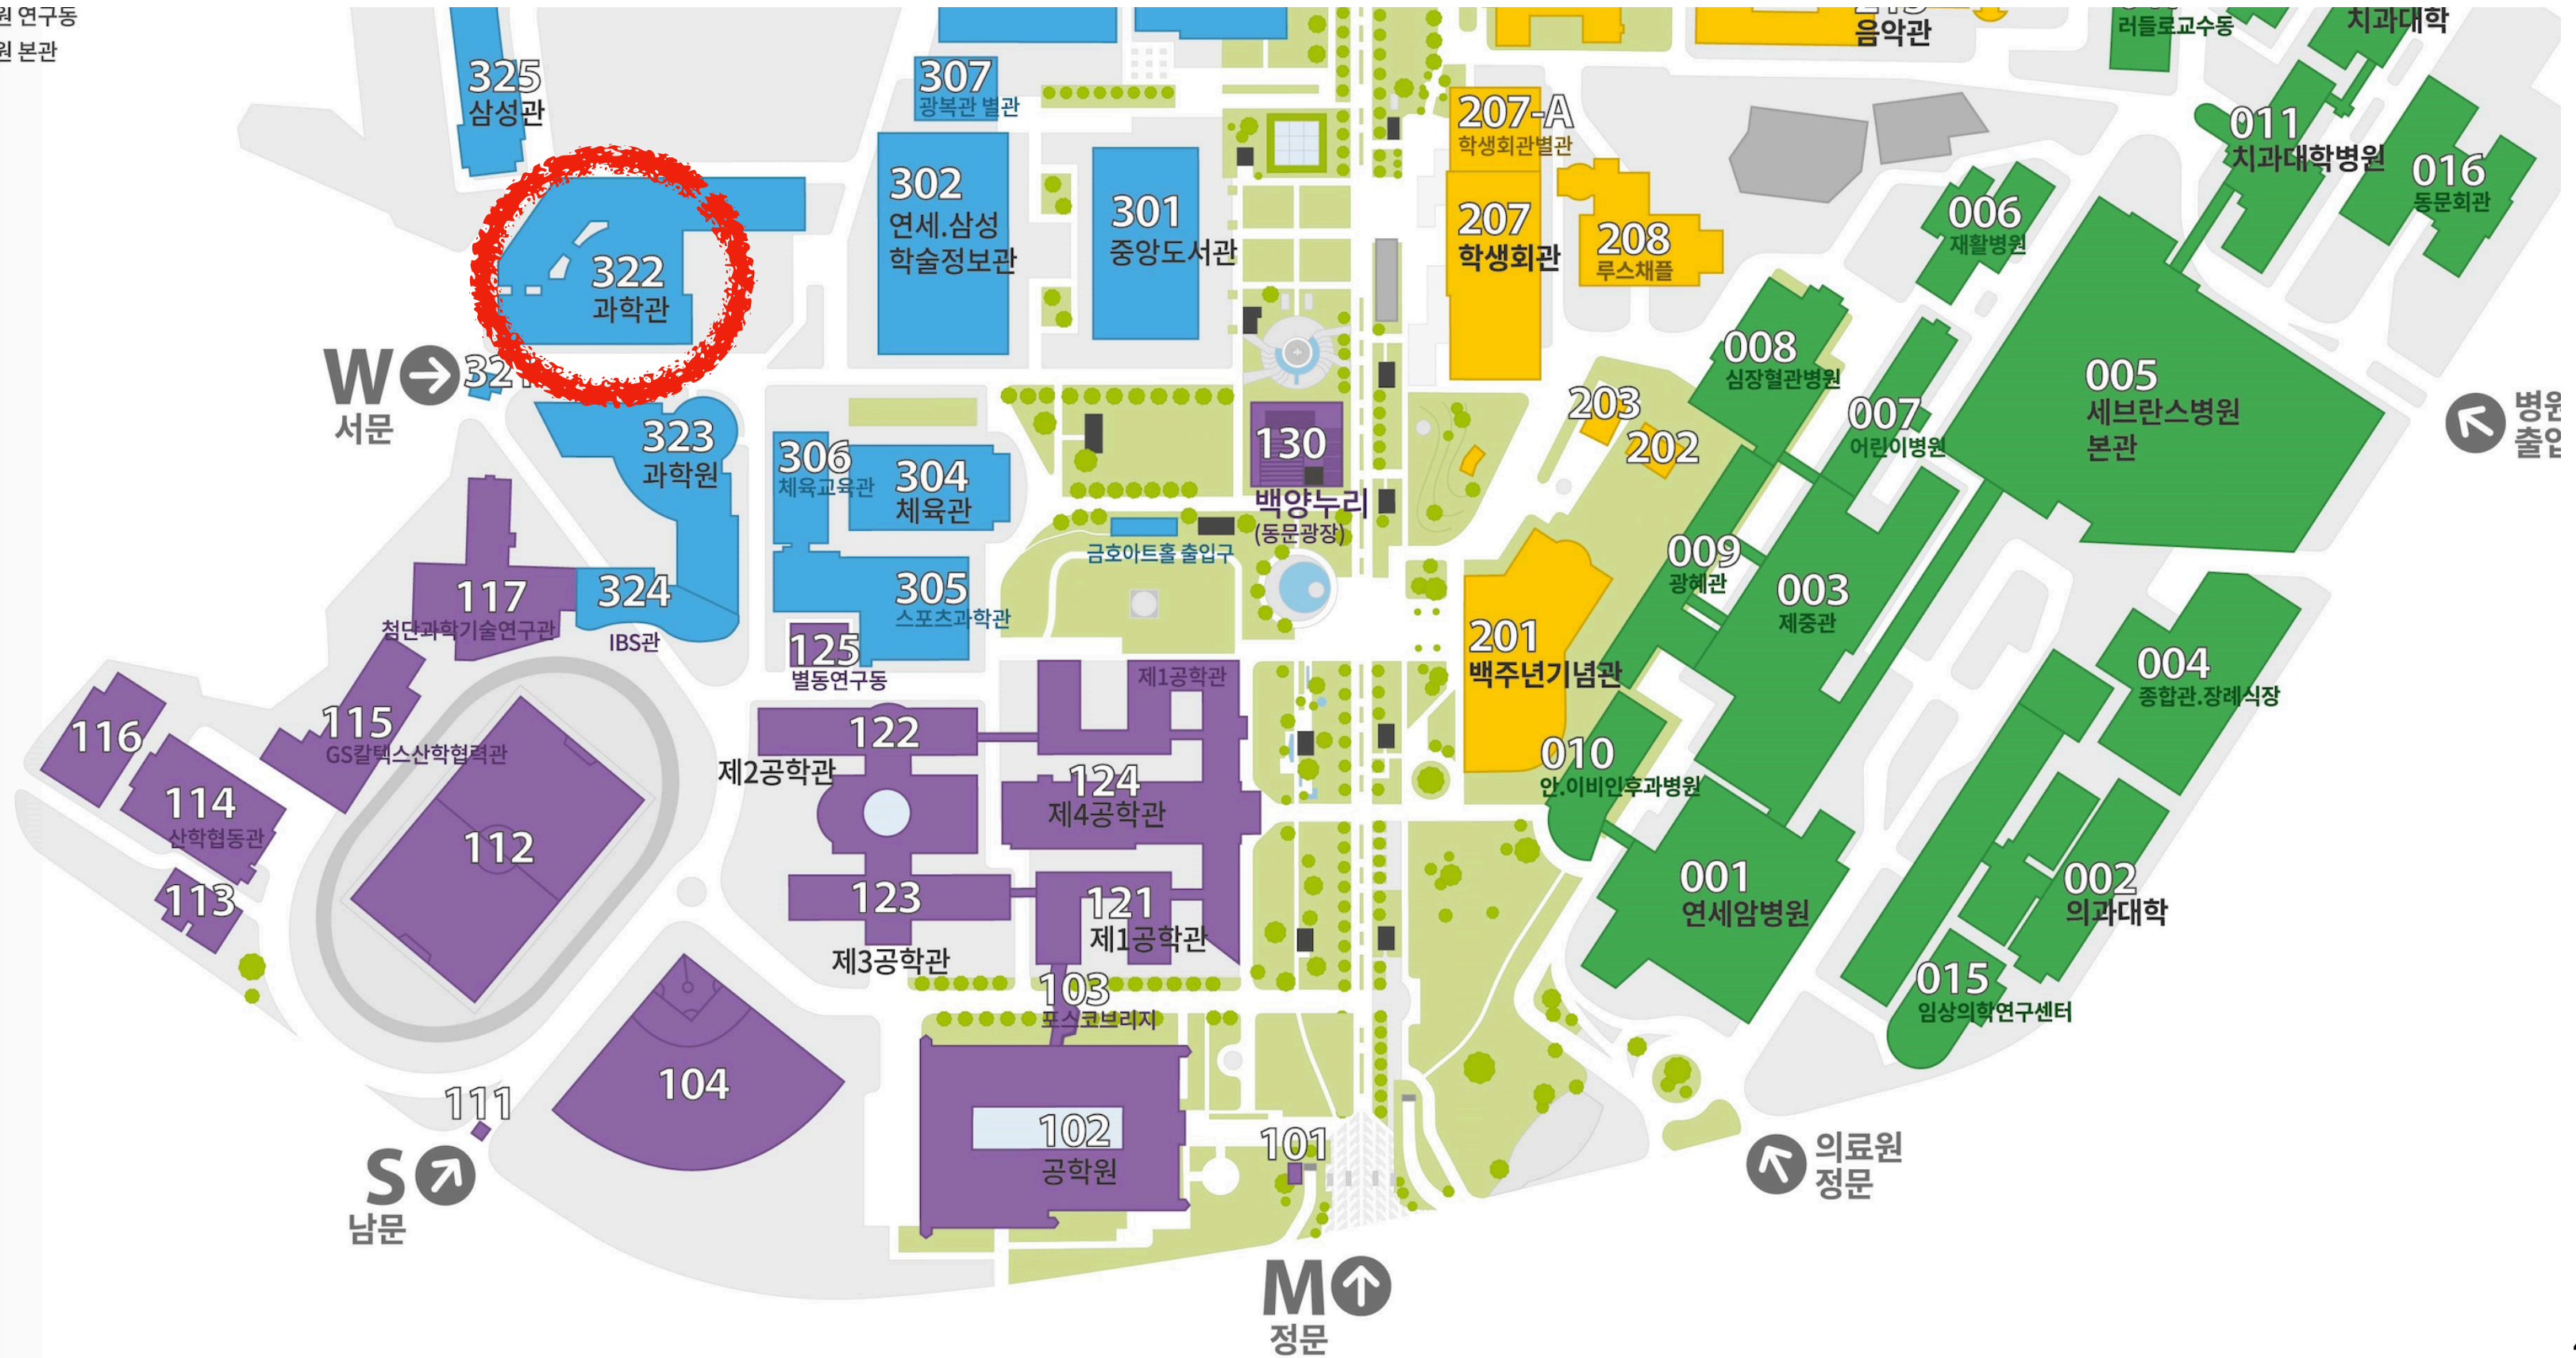 원 연구동
원 본관
325
삼성관
307
광복관 별관
302
연세.삼성
학술정보관
301
중앙도서관
322
과학관
W
서문
323
과학원
306
체육교육관
304
체육관
305
스포츠과학관
324
IBS관
117
첨단과학기술연구관
125
별동연구동
116
115
GS칼텍스산학협력관
114
산학협동관
113
112
122
제2공학관
123
제3공학관
제1공학관
124
제4공학관
121
제1공학관
103
포스코브리지
104
111
S
남문
102
공학원
101
M
정문
130
백양누리
(동문광장)
금호아트홀 출입구
음악관
207-A
학생회관별관
207
학생회관
208
루스채플
203
202
201
백주년기념관
러들로교수동
치과대학
011
치과대학병원
016
동문회관
006
재활병원
008
심장혈관병원
007
어린이병원
005
세브란스병원
본관
009
광혜관
003
제중관
004
종합관.장례식장
010
안.이비인후과병원
001
연세암병원
002
의과대학
015
임상의학연구센터
의료원
정문
병원